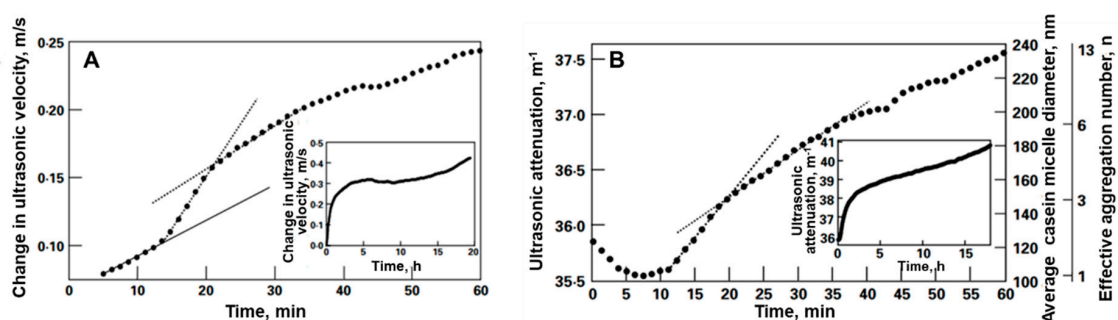 A
Change in ultrasonic velocity, m/s
0·25
0·20
0·15
0·10
0 10 20 30 40 50 60
Time, min
Change in ultrasonic
velocity, m/s
0·5
0·4
0·3
0·2
0·1
0·0
0 5 10 15 20
Time, h
B
Ultrasonic attenuation, m-1
37·5
37·0
36·5
36·0
35·5
0 5 10 15 20 25 30 35 40 45 50 55 60
Time, min
Ultrasonic
attenuation, m-1
41
40
39
38
37
36
5 10 15
Time, h
240
220
200
180
160
140
120
100
Average casein micelle diameter, nm
13
6
3
1
Effective aggregation number, n